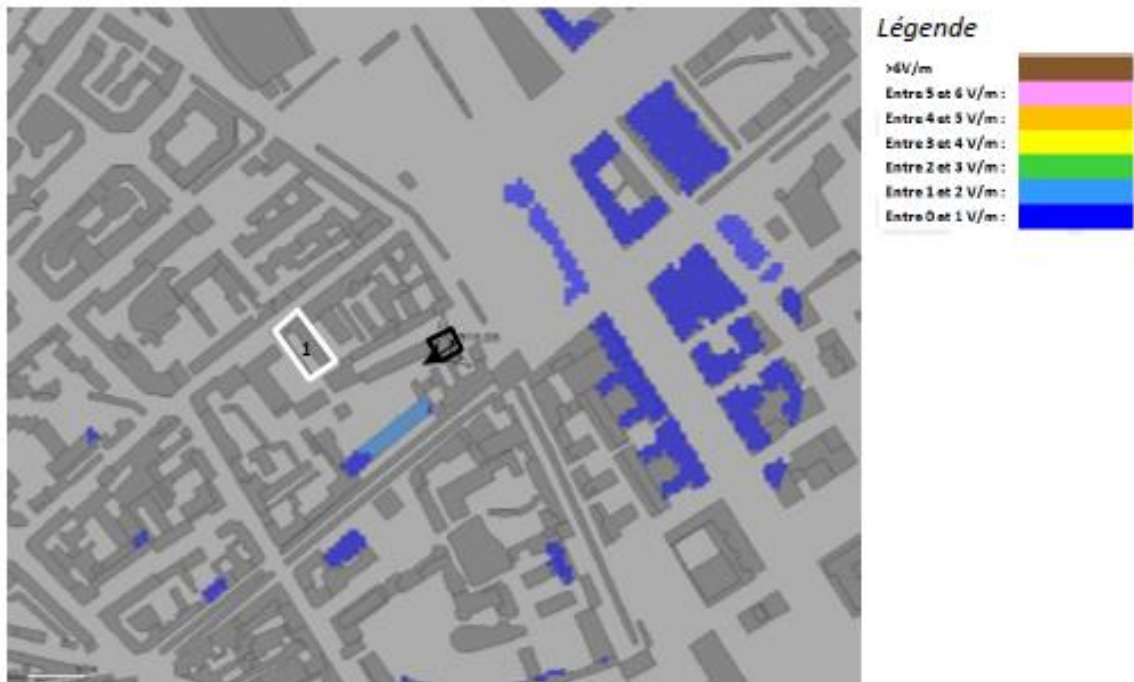 Légende
>6V/m
Entre 5 et 6 V/m :
Entre 4 et 5 V/m :
Entre 3 et 4 V/m :
Entre 2 et 3 V/m :
Entre 1 et 2 V/m :
Entre 0 et 1 V/m :
1